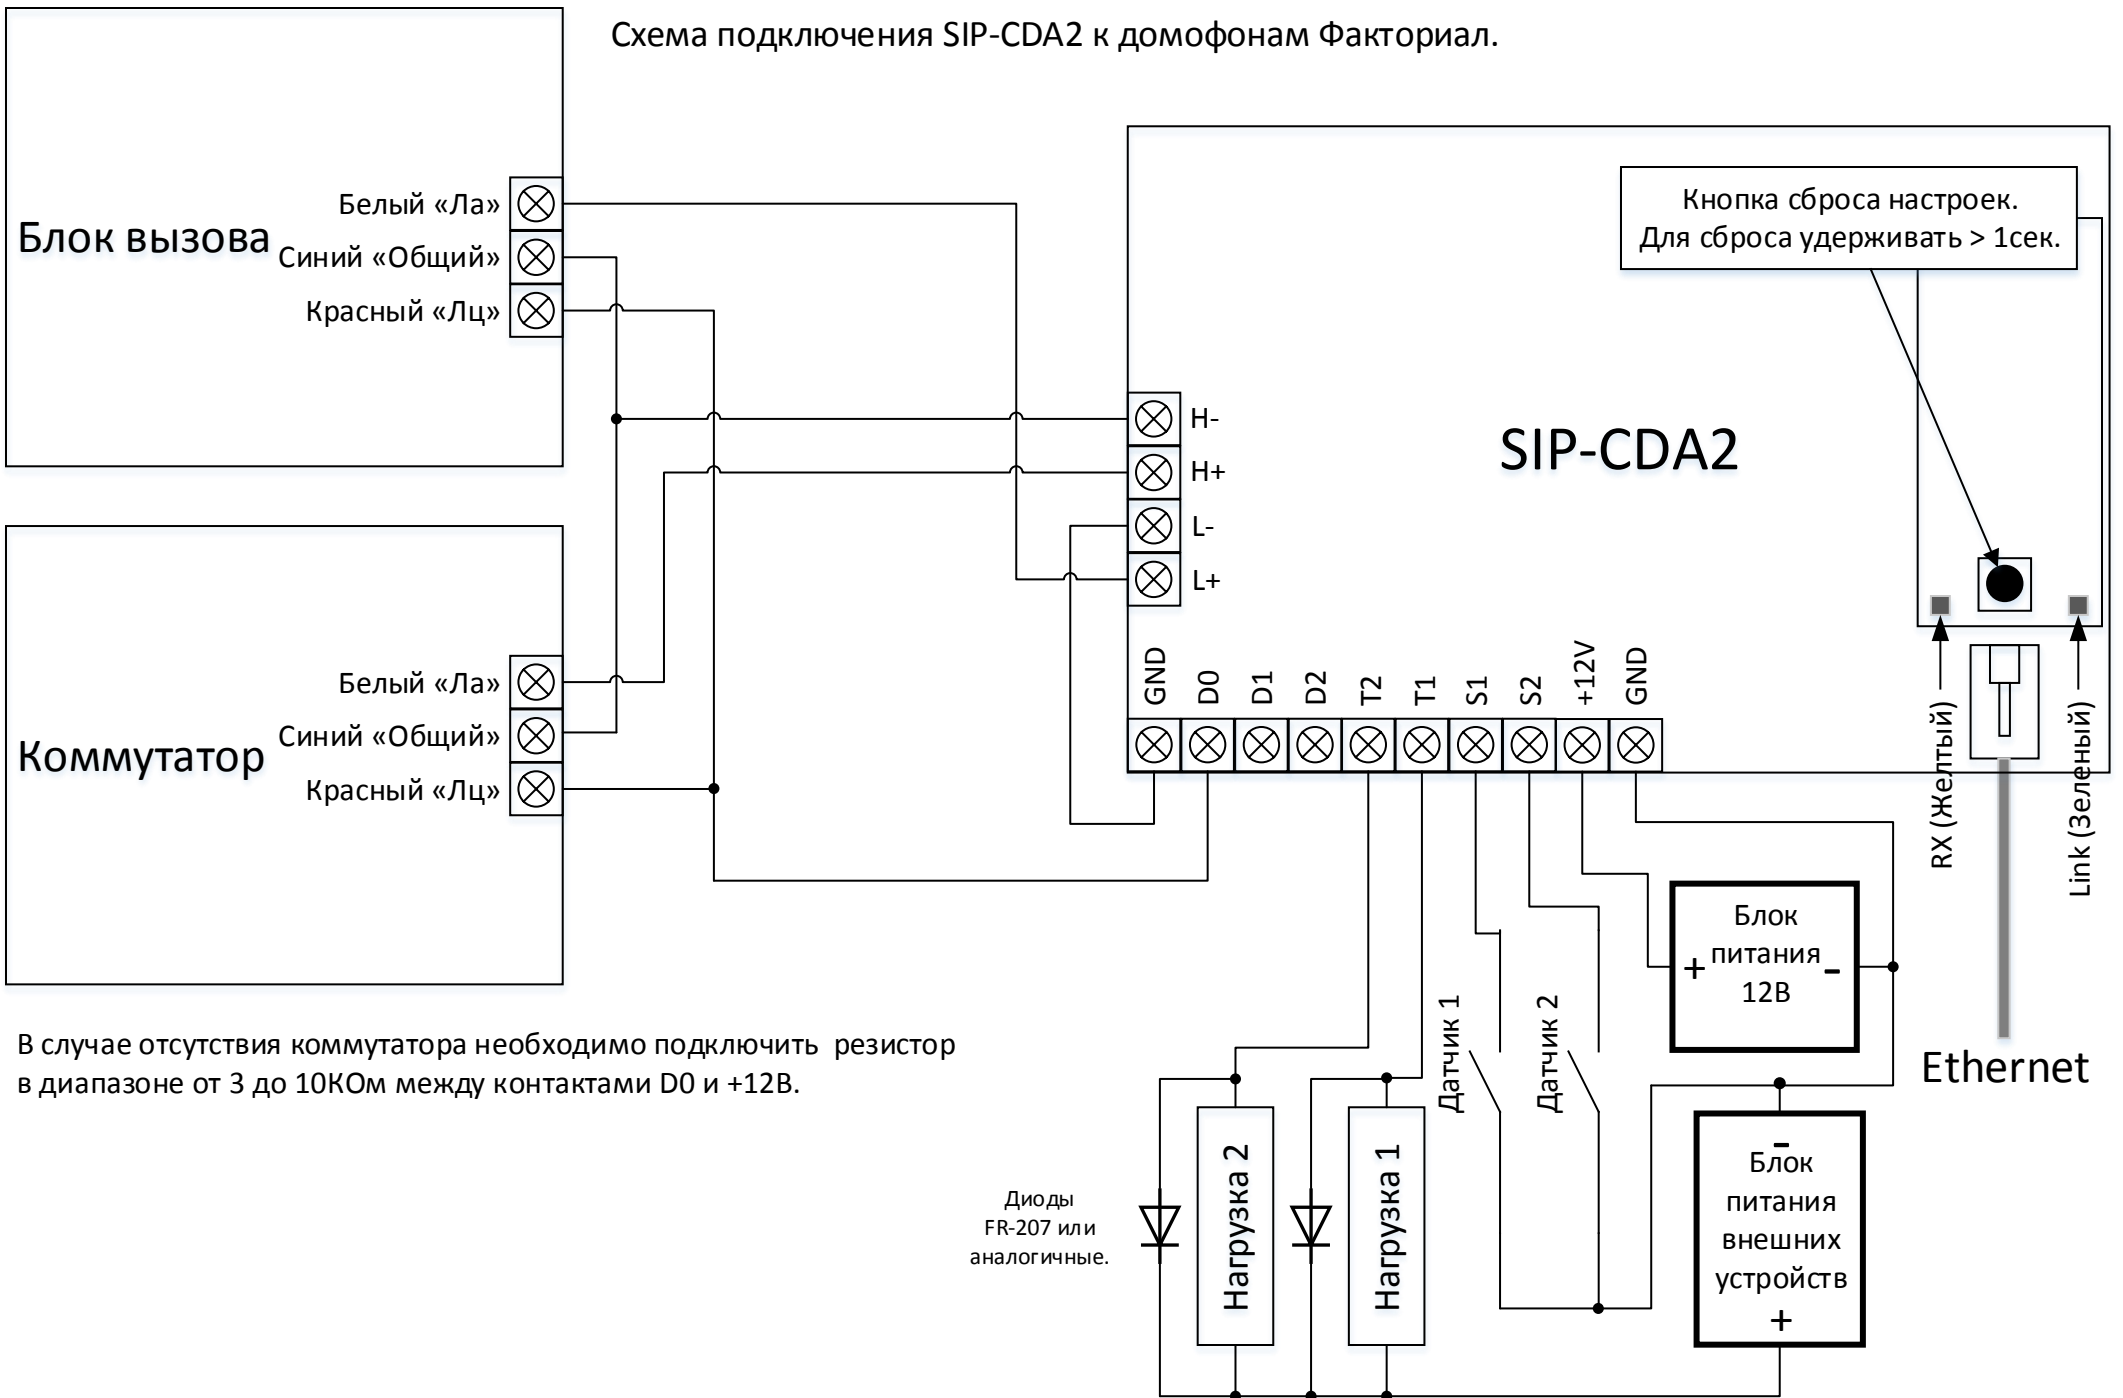 Схема подключения SIP-CDA2 к домофонам Факториал.
Блок вызова
Белый «Ла»
Синий «Общий»
Красный «Лц»
Коммутатор
Белый «Ла»
Синий «Общий»
Красный «Лц»
В случае отсутствия коммутатора необходимо подключить резистор
в диапазоне от 3 до 10КОм между контактами D0 и +12В.
Кнопка сброса настроек.
Для сброса удерживать > 1сек.
SIP-CDA2
H-
H+
L-
L+
GND
D0
D1
D2
T2
T1
S1
S2
+12V
GND
RX (Желтый)
Link (Зеленый)
Ethernet
Блок
+ питания -
12В
Датчик 1
Датчик 2
Диоды
FR-207 или
аналогичные.
Нагрузка 2
Нагрузка 1
-
Блок
питания
внешних
устройств
+